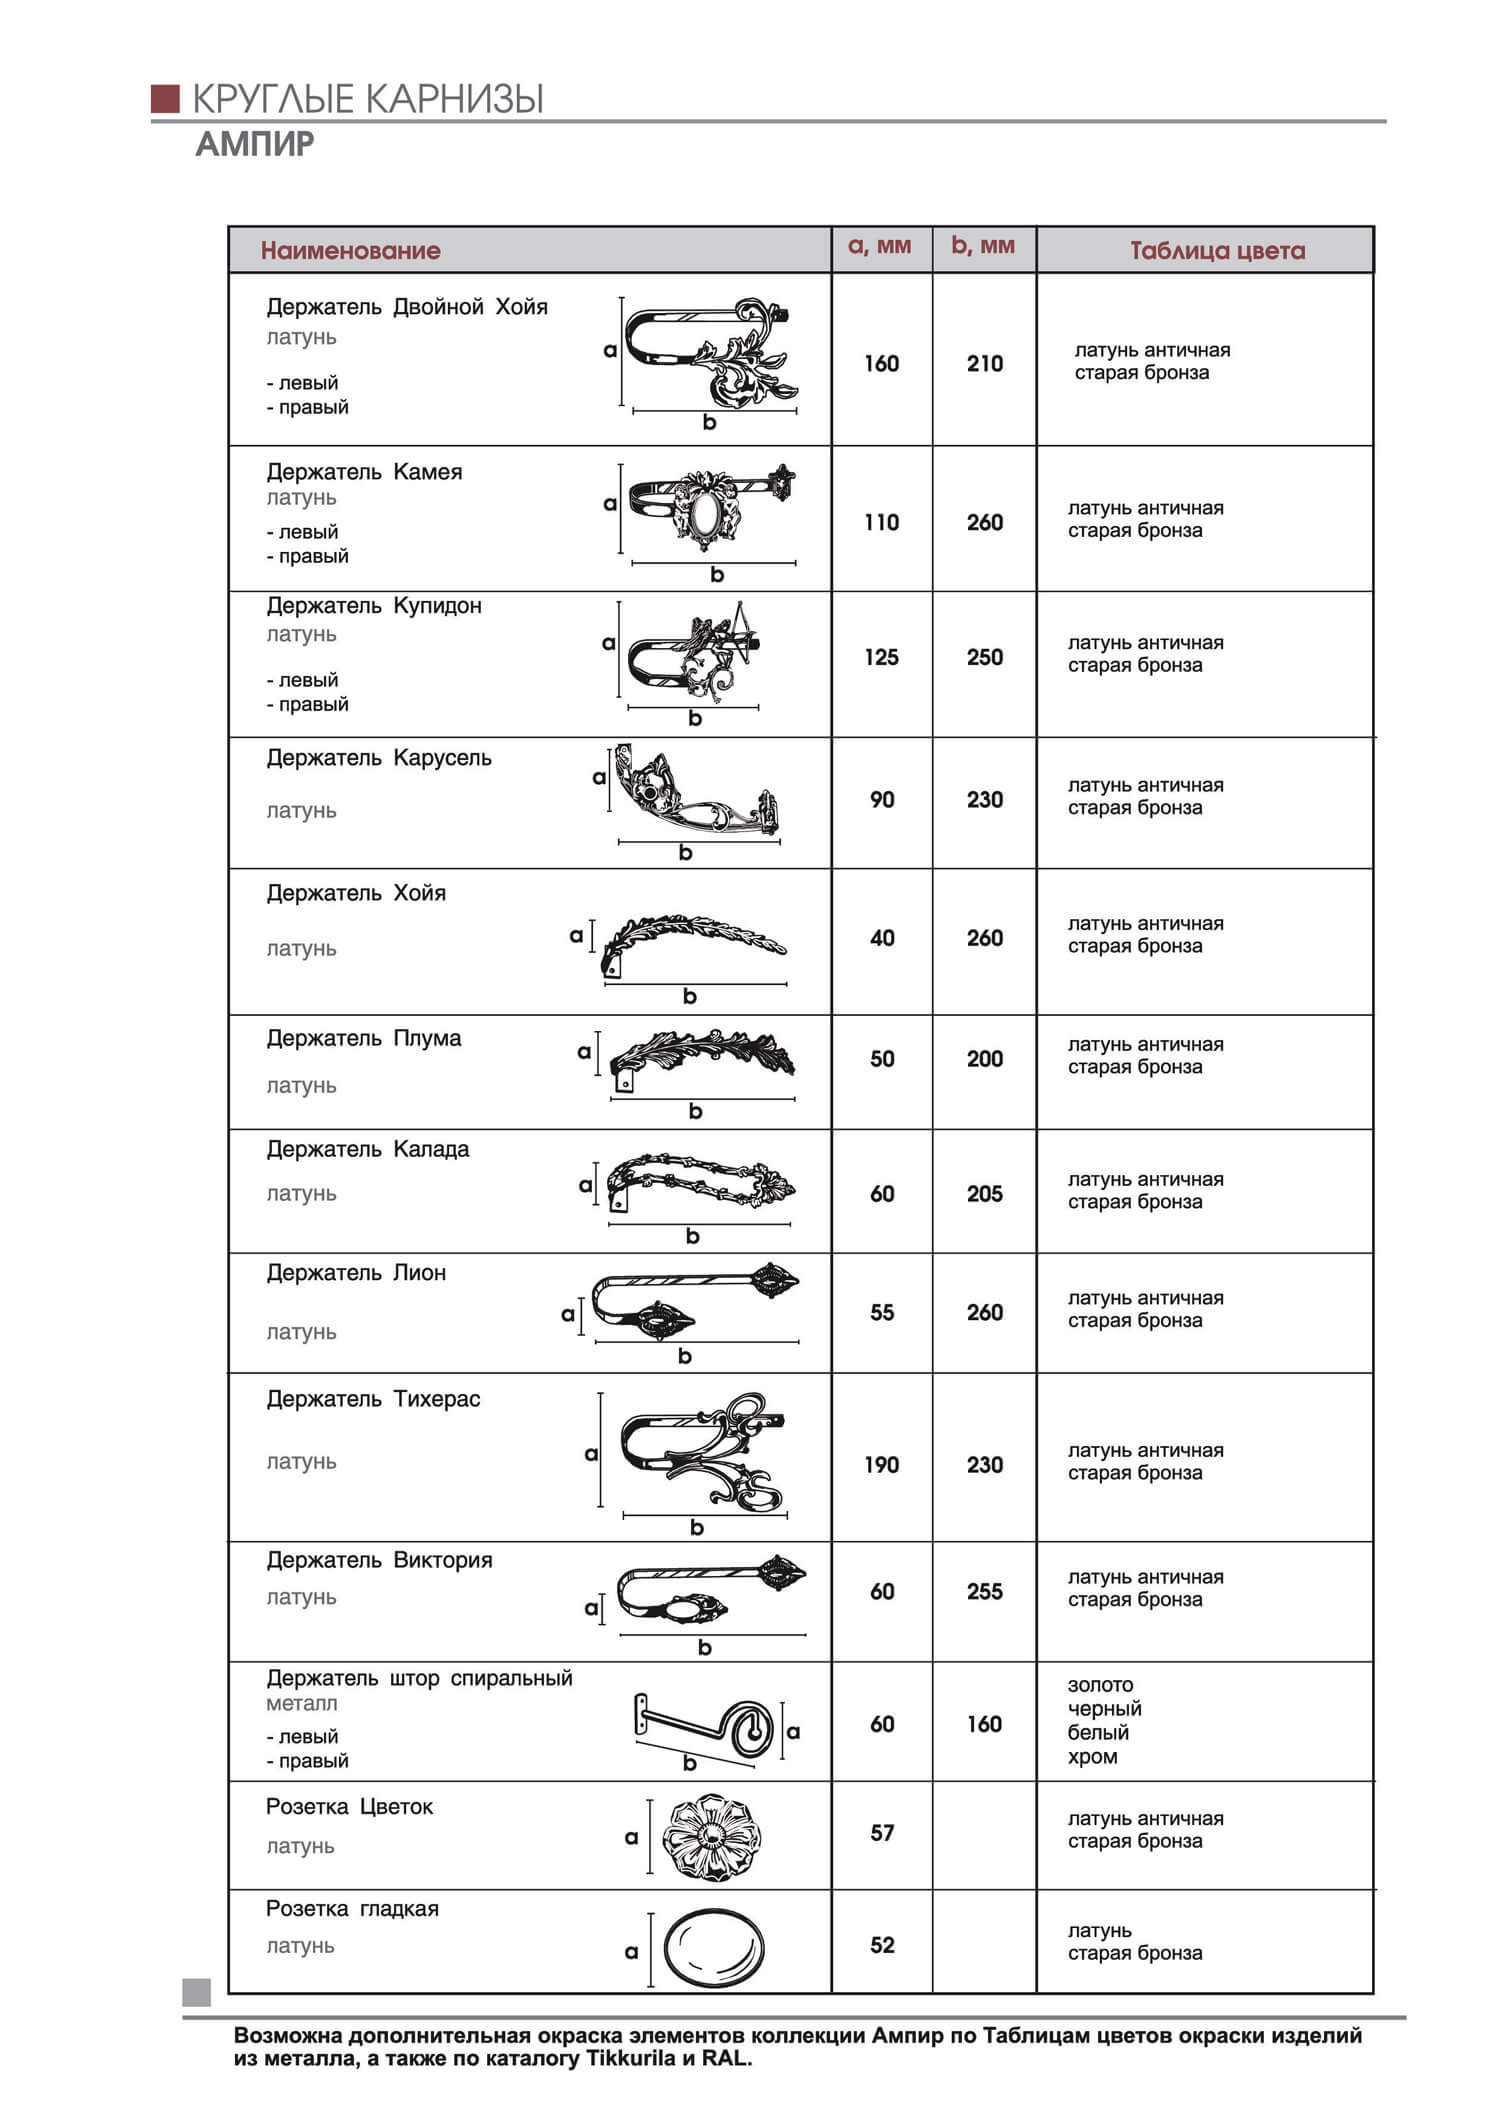 КРУГЛЫЕ КАРНИЗЫ
АМПИР
Наименование a, мм b, мм Таблица цвета
Держатель Двойной Хойя
латунь
- левый
- правый
a
b
160 210
латунь античная
старая бронза
Держатель Камея
латунь
- левый
- правый
a
b
110 260
латунь античная
старая бронза
Держатель Купидон
латунь
- левый
- правый
a
b
125 250
латунь античная
старая бронза
Держатель Карусель
латунь
a
b
90 230
латунь античная
старая бронза
Держатель Хойя
латунь
a
b
40 260
латунь античная
старая бронза
Держатель Плума
латунь
a
b
50 200
латунь античная
старая бронза
Держатель Калада
латунь
a
b
60 205
латунь античная
старая бронза
Держатель Лион
латунь
a
b
55 260
латунь античная
старая бронза
Держатель Тихерас
латунь
a
b
190 230
латунь античная
старая бронза
Держатель Виктория
латунь
a
b
60 255
латунь античная
старая бронза
Держатель штор спиральный
металл
- левый
- правый
a
b
60 160
золото
черный
белый
хром
Розетка Цветок
латунь
a
57
латунь античная
старая бронза
Розетка гладкая
латунь
a
52
латунь
старая бронза
Возможна дополнительная окраска элементов коллекции Ампир по Таблицам цветов окраски изделий
из металла, а также по каталогу Tikkurila и RAL.